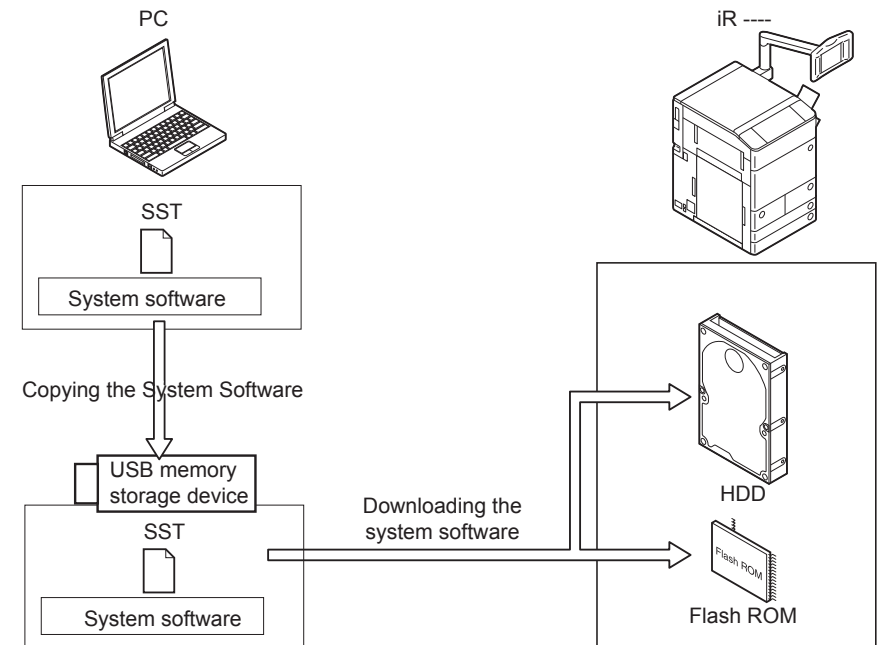 PC
iR ----
SST
System software
Copying the System Software
USB memory
storage device
SST
System software
Downloading the
system software
HDD
Flash ROM
Flash ROM